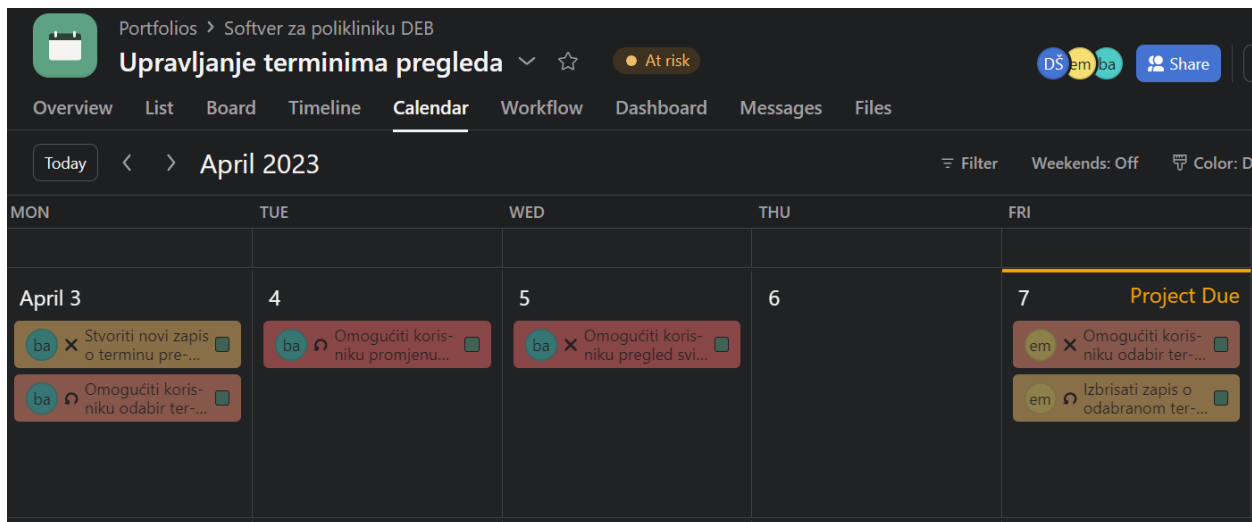 Portfolios > Softver za polikliniku DEB
Upravljanje terminima pregleda
At risk
DŠ em ba
Share
Overview List Board Timeline Calendar Workflow Dashboard Messages Files
Today < > April 2023
Filter Weekends: Off Color: D
MON TUE WED THU FRI
April 3
4
5
6
7 Project Due
ba Stvoriti novi zapis
o terminu pre-...
ba Omogućiti koris-
niku odabir ter-...
ba Omogućiti koris-
niku promjenu...
ba Omogućiti koris-
niku pregled svi...
em Omogućiti koris-
niku odabir ter-...
em Izbrisati zapis o
odabranom ter-...